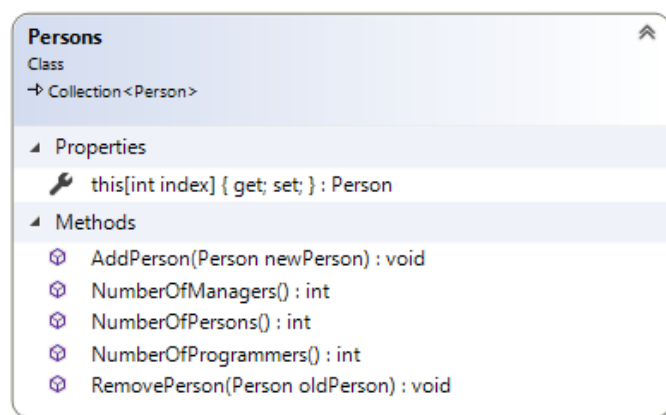 Persons
Class
Collection<Person>
Properties
this[int index] { get; set; } : Person
Methods
AddPerson(Person newPerson) : void
NumberOfManagers() : int
NumberOfPersons() : int
NumberOfProgrammers() : int
RemovePerson(Person oldPerson) : void